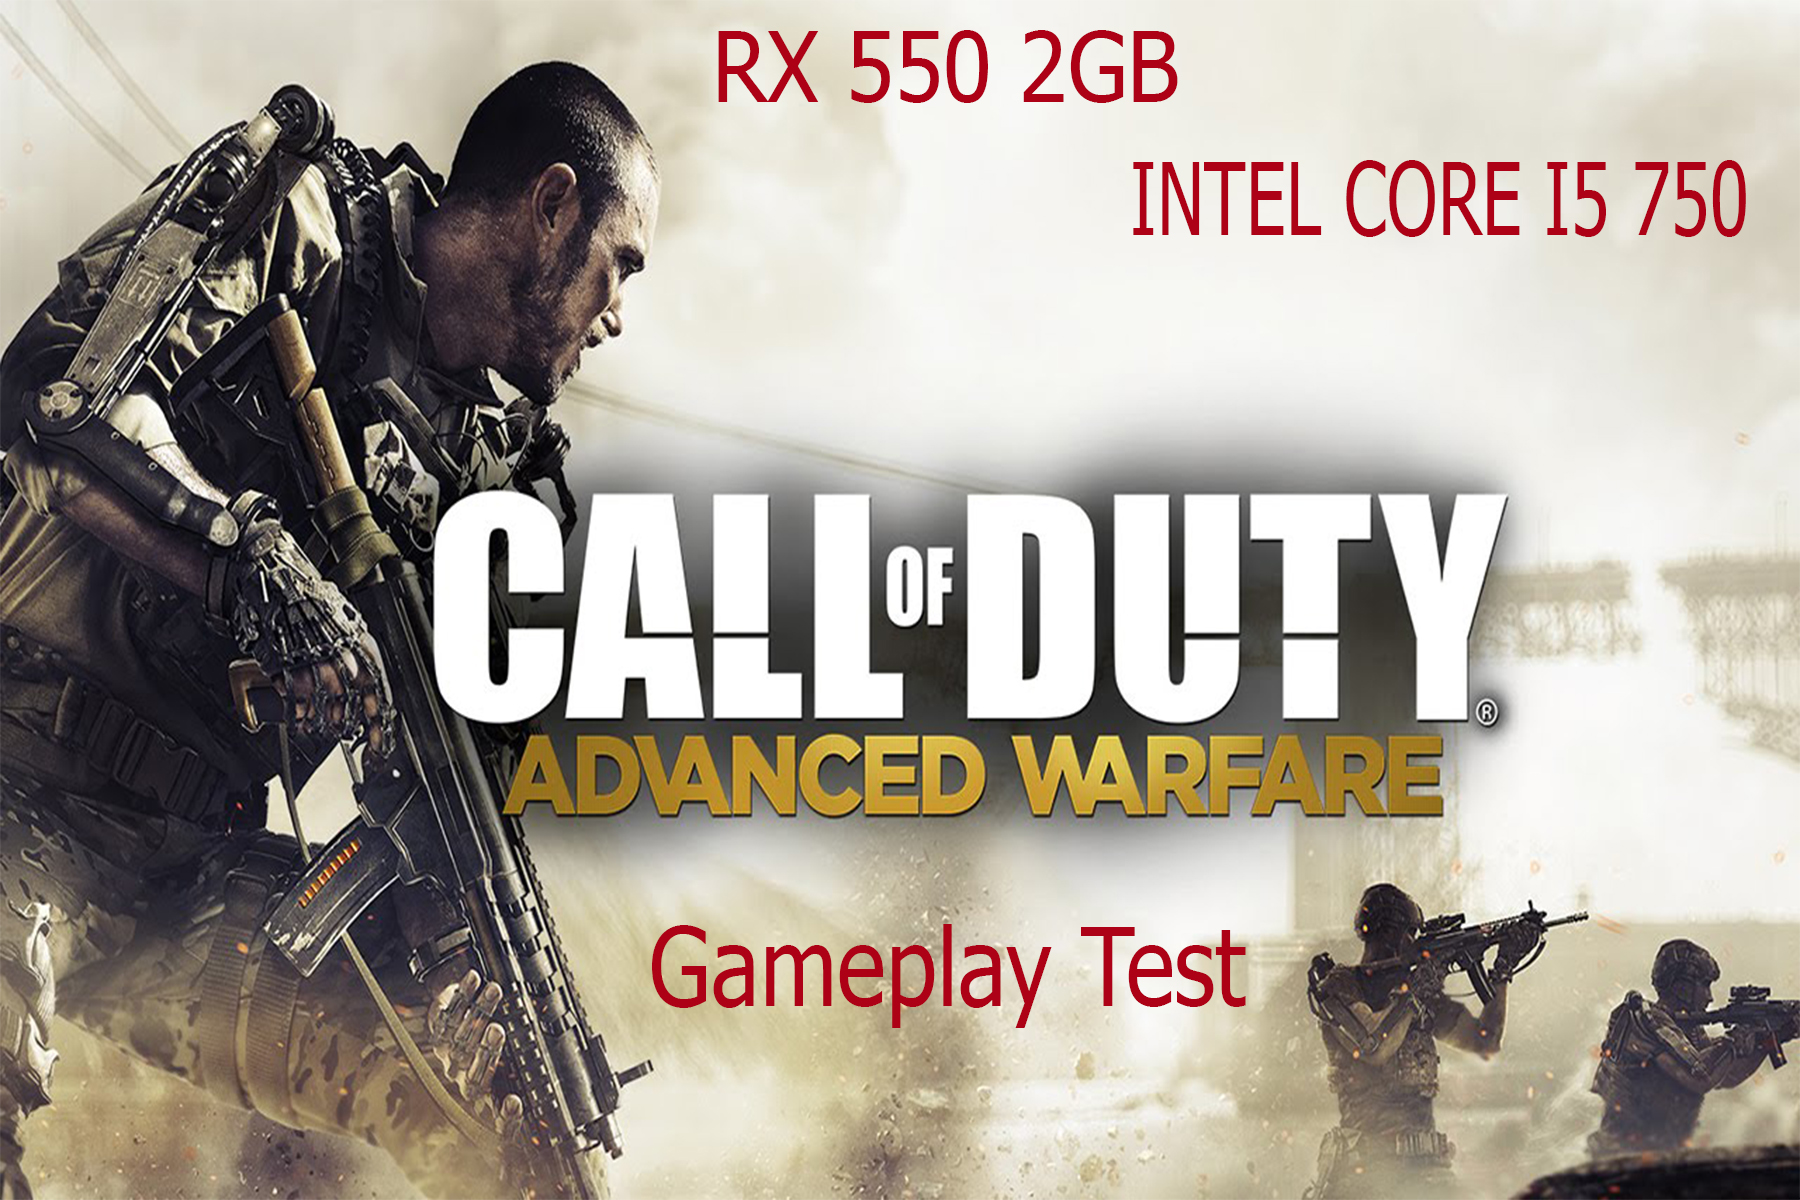 RX 550 2GB
INTEL CORE I5 750
CALL OF DUTY®
ADVANCED WARFARE
Gameplay Test